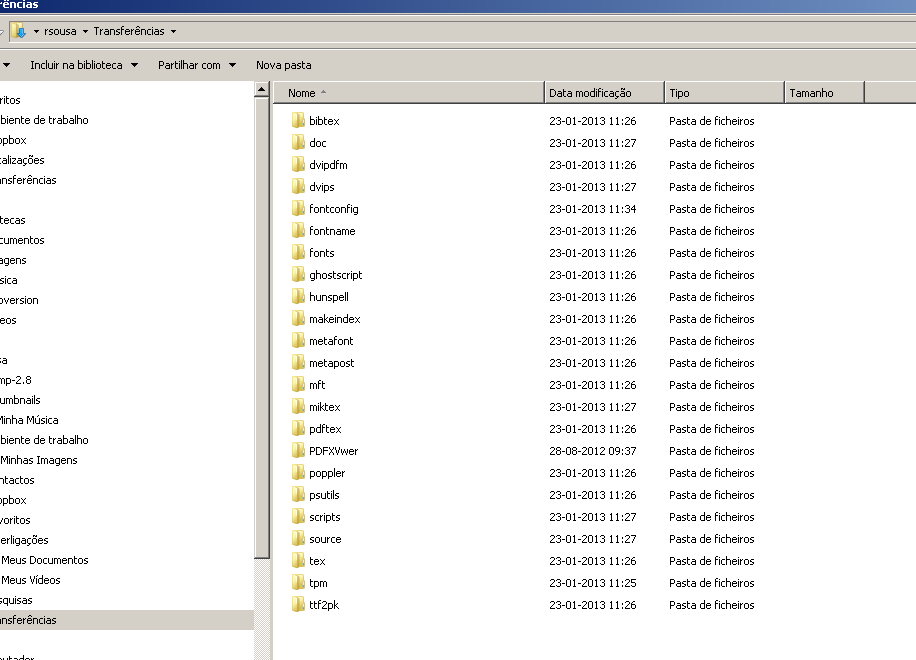 rências
rsousa Transferências
Incluir na biblioteca Partilhar com Nova pasta
ritos
biente de trabalho
opbox
alizações
ansferências
tecas
cumentos
agens
sica
oversion
eos
sa
mp-2.8
umbnails
Minha Música
biente de trabalho
Minhas Imagens
ntactos
opbox
voritos
erligações
Meus Documentos
Meus Vídeos
squisas
ansferências
utador
Nome Data modificação Tipo Tamanho
bibtex 23-01-2013 11:26 Pasta de ficheiros
doc 23-01-2013 11:27 Pasta de ficheiros
dvipdfm 23-01-2013 11:26 Pasta de ficheiros
dvips 23-01-2013 11:27 Pasta de ficheiros
fontconfig 23-01-2013 11:34 Pasta de ficheiros
fontname 23-01-2013 11:26 Pasta de ficheiros
fonts 23-01-2013 11:26 Pasta de ficheiros
ghostscript 23-01-2013 11:26 Pasta de ficheiros
hunspell 23-01-2013 11:26 Pasta de ficheiros
makeindex 23-01-2013 11:26 Pasta de ficheiros
metafont 23-01-2013 11:26 Pasta de ficheiros
metapost 23-01-2013 11:26 Pasta de ficheiros
mft 23-01-2013 11:26 Pasta de ficheiros
miktex 23-01-2013 11:27 Pasta de ficheiros
pdftex 23-01-2013 11:26 Pasta de ficheiros
PDFXVwer 28-08-2012 09:37 Pasta de ficheiros
poppler 23-01-2013 11:26 Pasta de ficheiros
psutils 23-01-2013 11:26 Pasta de ficheiros
scripts 23-01-2013 11:27 Pasta de ficheiros
source 23-01-2013 11:27 Pasta de ficheiros
tex 23-01-2013 11:26 Pasta de ficheiros
tpm 23-01-2013 11:25 Pasta de ficheiros
ttf2pk 23-01-2013 11:26 Pasta de ficheiros